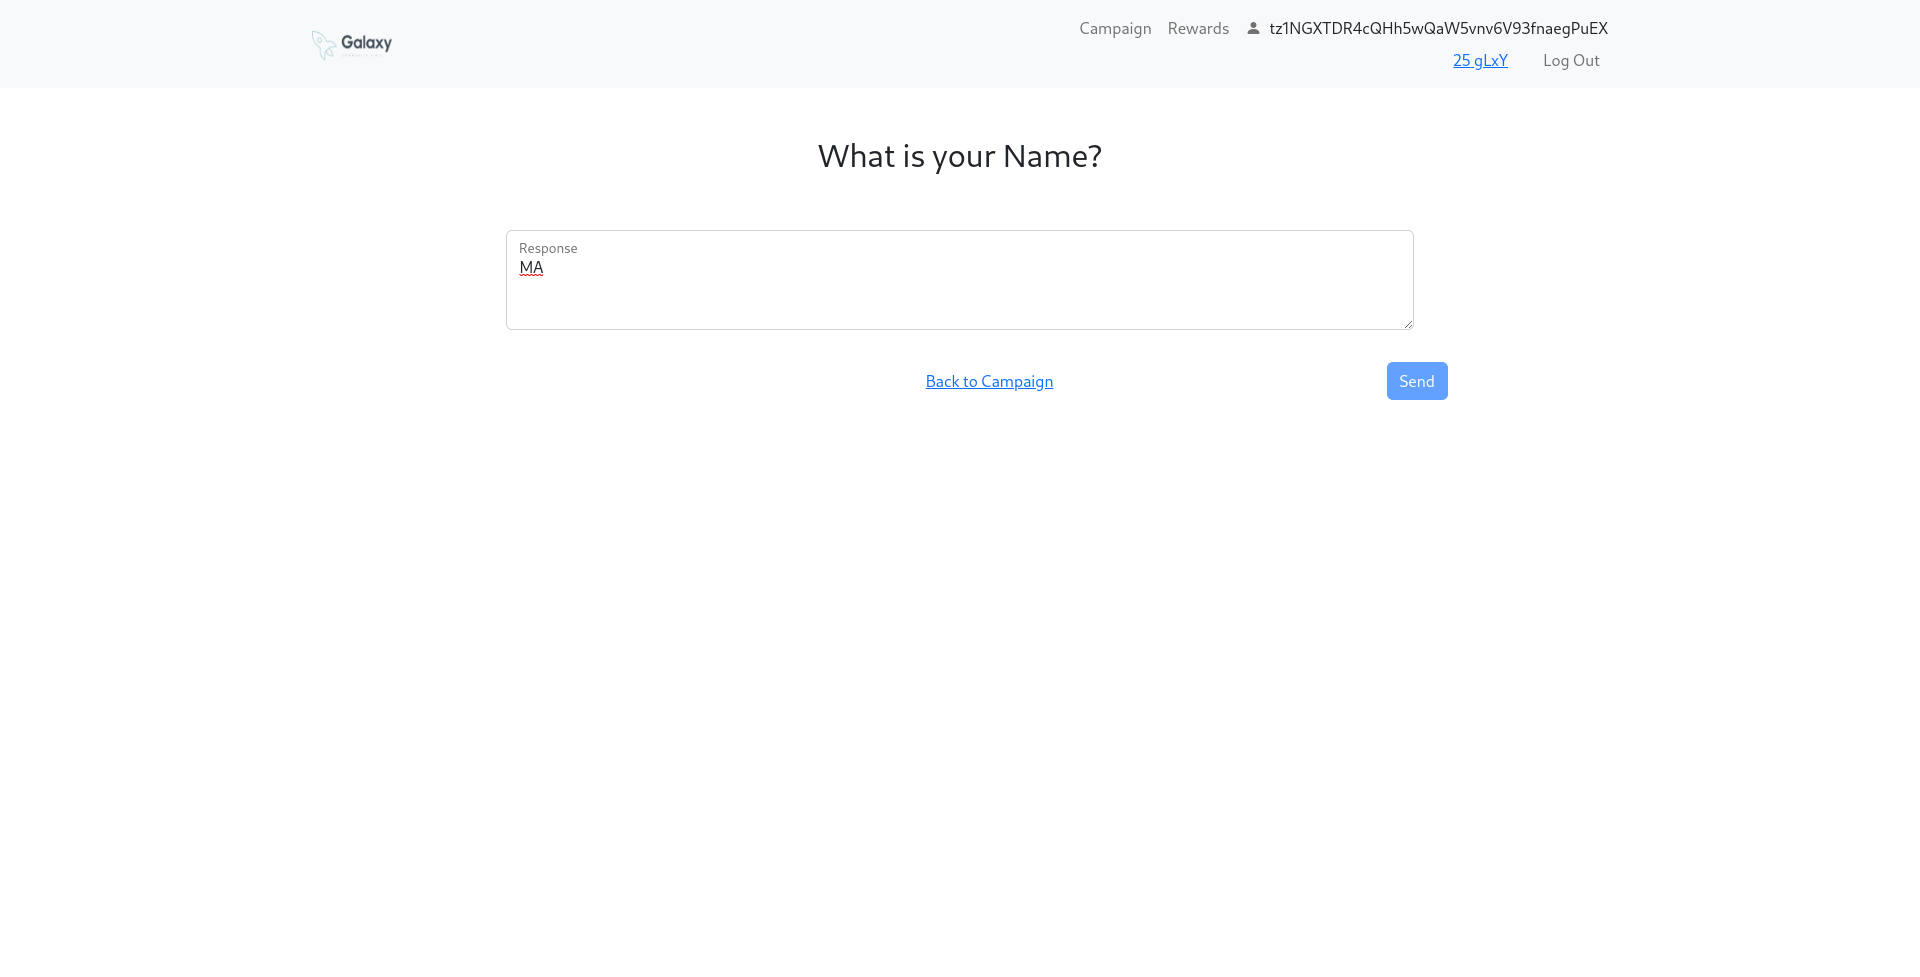 Galaxy
Campaign Rewards tz1NGXTDR4cQHh5wQaW5vnv6V93fnaegPuEX
25 gLxY Log Out
What is your Name?
Response
MA
Back to Campaign Send